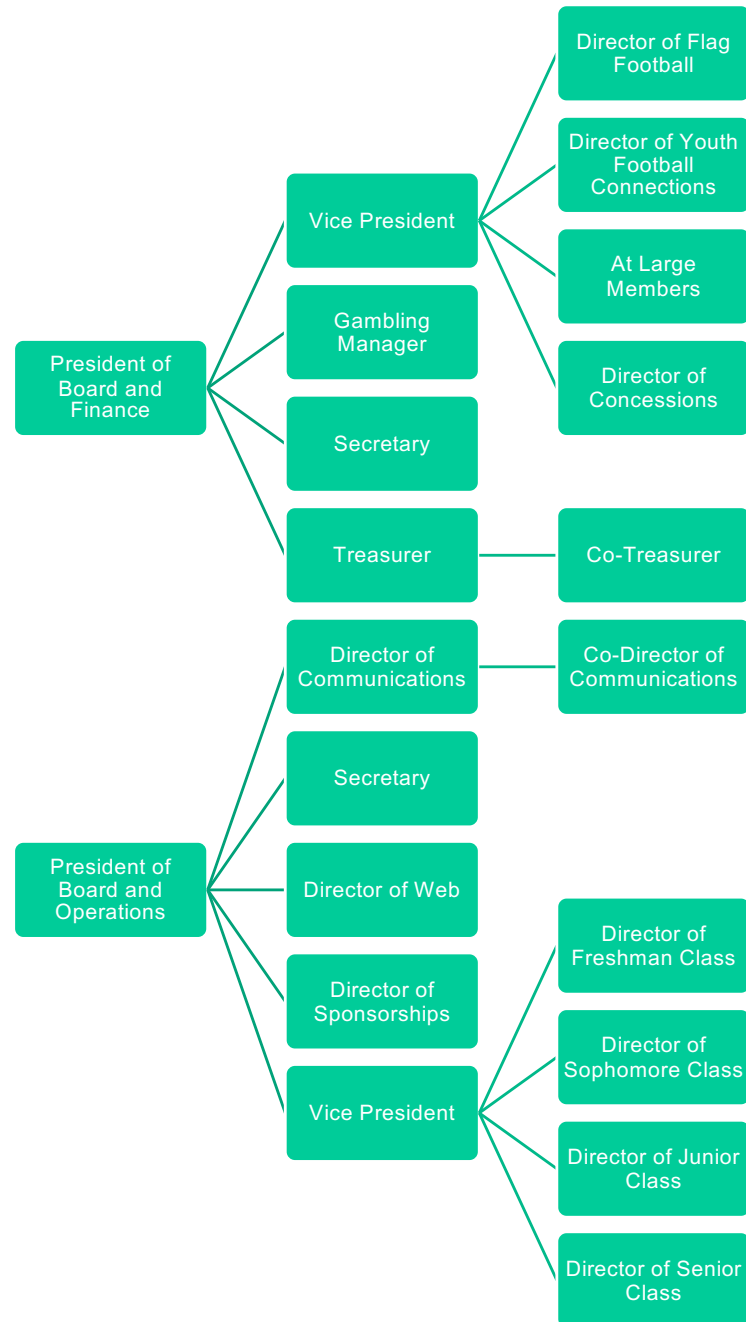 Director of Flag
Football
Director of Youth
Football
Connections
Vice President
At Large
Members
Gambling
Manager
President of
Board and
Finance
Director of
Concessions
Secretary
Treasurer
Co-Treasurer
Director of
Communications
Co-Director of
Communications
Secretary
President of
Board and
Operations
Director of Web
Director of
Freshman Class
Director of
Sponsorships
Director of
Sophomore Class
Vice President
Director of Junior
Class
Director of Senior
Class